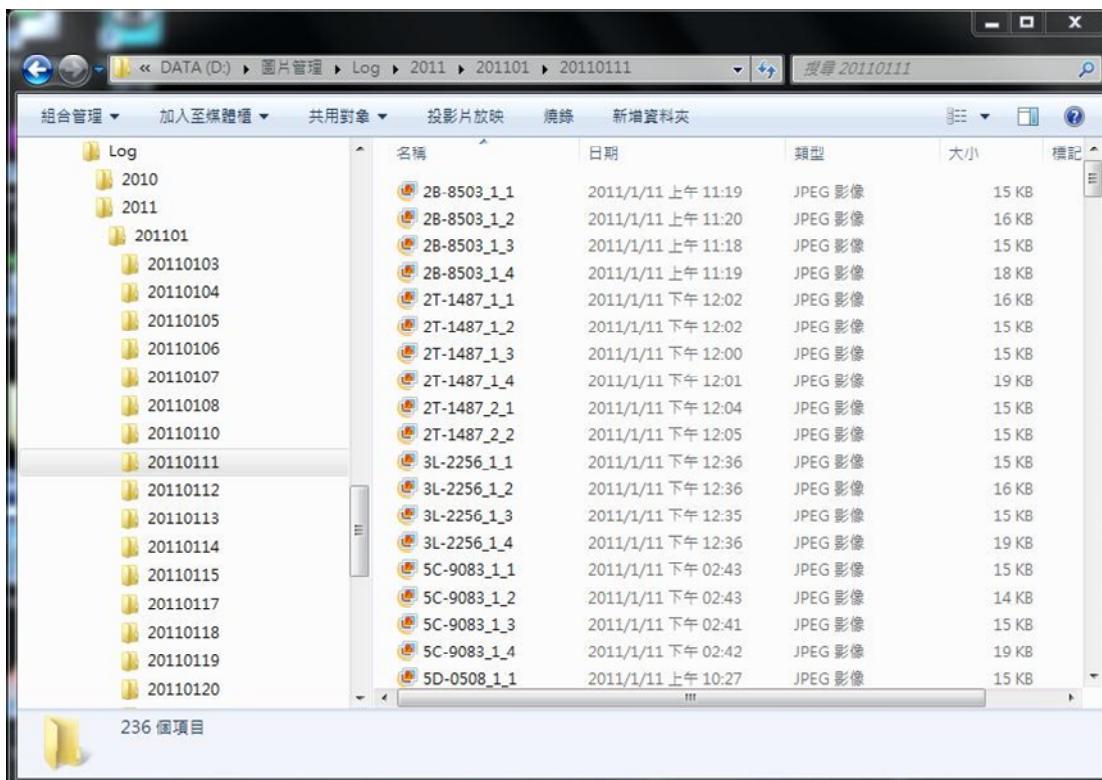 « DATA (D:) ▸ 圖片管理 ▸ Log ▸ 2011 ▸ 201101 ▸ 20110111 搜尋 20110111
組合管理 加入至媒體櫃 共用對象 投影片放映 燒錄 新增資料夾
Log
2010
2011
201101
20110103
20110104
20110105
20110106
20110107
20110108
20110110
20110111
20110112
20110113
20110114
20110115
20110117
20110118
20110119
20110120
名稱 日期 類型 大小 標記
2B-8503_1_1 2011/1/11 上午 11:19 JPEG 影像 15 KB
2B-8503_1_2 2011/1/11 上午 11:20 JPEG 影像 16 KB
2B-8503_1_3 2011/1/11 上午 11:18 JPEG 影像 15 KB
2B-8503_1_4 2011/1/11 上午 11:19 JPEG 影像 18 KB
2T-1487_1_1 2011/1/11 下午 12:02 JPEG 影像 16 KB
2T-1487_1_2 2011/1/11 下午 12:02 JPEG 影像 15 KB
2T-1487_1_3 2011/1/11 下午 12:00 JPEG 影像 15 KB
2T-1487_1_4 2011/1/11 下午 12:01 JPEG 影像 19 KB
2T-1487_2_1 2011/1/11 下午 12:04 JPEG 影像 15 KB
2T-1487_2_2 2011/1/11 下午 12:05 JPEG 影像 15 KB
3L-2256_1_1 2011/1/11 下午 12:36 JPEG 影像 15 KB
3L-2256_1_2 2011/1/11 下午 12:36 JPEG 影像 16 KB
3L-2256_1_3 2011/1/11 下午 12:35 JPEG 影像 15 KB
3L-2256_1_4 2011/1/11 下午 12:36 JPEG 影像 19 KB
5C-9083_1_1 2011/1/11 下午 02:43 JPEG 影像 15 KB
5C-9083_1_2 2011/1/11 下午 02:43 JPEG 影像 14 KB
5C-9083_1_3 2011/1/11 下午 02:41 JPEG 影像 15 KB
5C-9083_1_4 2011/1/11 下午 02:42 JPEG 影像 19 KB
5D-0508_1_1 2011/1/11 上午 10:27 JPEG 影像 15 KB
236 個項目